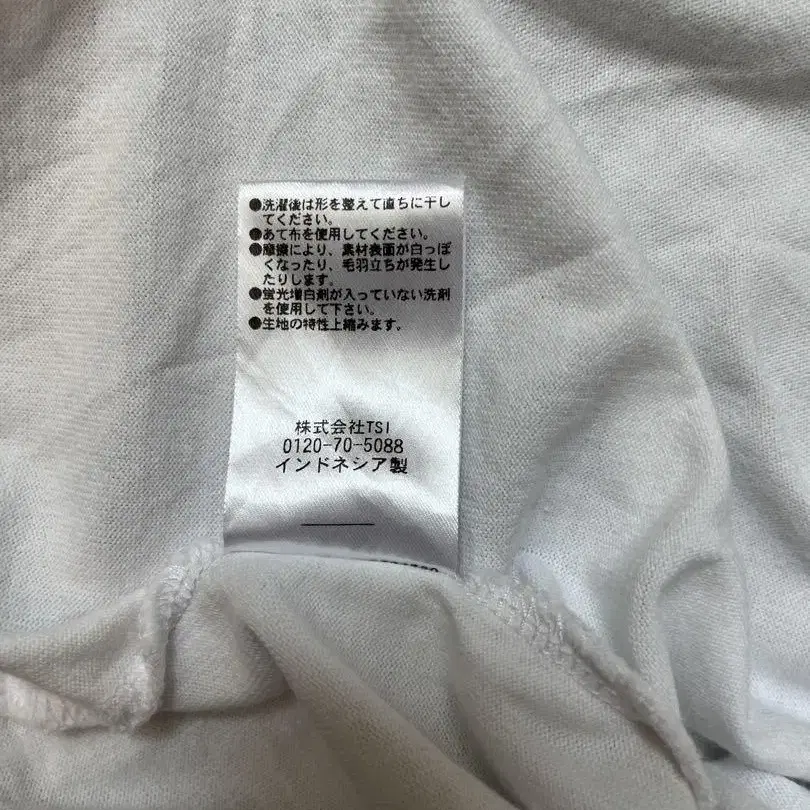 ●洗濯後は形を整えて直ちに干し
てください。
●あて布を使用してください。
●摩擦により、素材表面が白っぽ
くなったり、毛羽立ちが発生し
たりします。
●蛍光増白剤が入っていない洗剤
を使用して下さい。
●生地の特性上縮みます。
株式会社TSI
0120-70-5088
インドネシア製